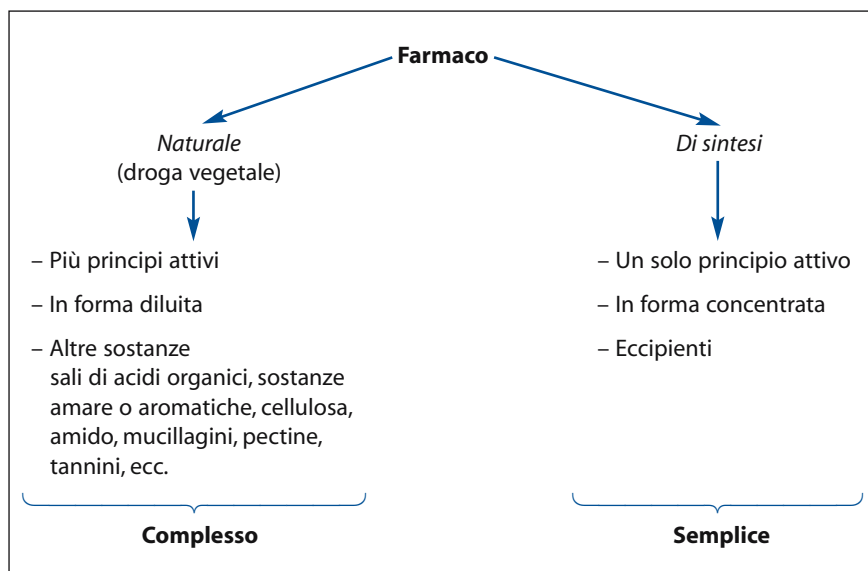 Farmaco
Naturale
(droga vegetale)
– Più principi attivi
– In forma diluita
– Altre sostanze
sali di acidi organici, sostanze
amare o aromatiche, cellulosa,
amido, mucillagini, pectine,
tannini, ecc.
Complesso
Di sintesi
– Un solo principio attivo
– In forma concentrata
– Eccipienti
Semplice